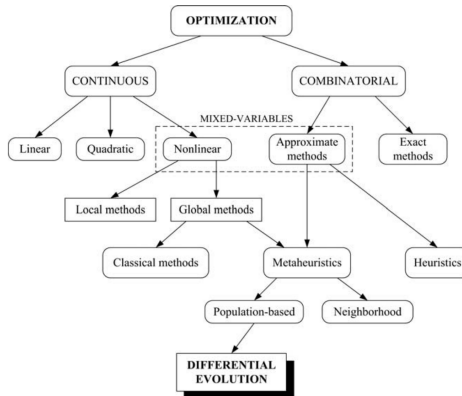 OPTIMIZATION
CONTINUOUS
COMBINATORIAL
MIXED-VARIABLES
Linear
Quadratic
Nonlinear
Approximate
methods
Exact
methods
Local methods
Global methods
Classical methods
Metaheuristics
Heuristics
Population-based
Neighborhood
DIFFERENTIAL
EVOLUTION